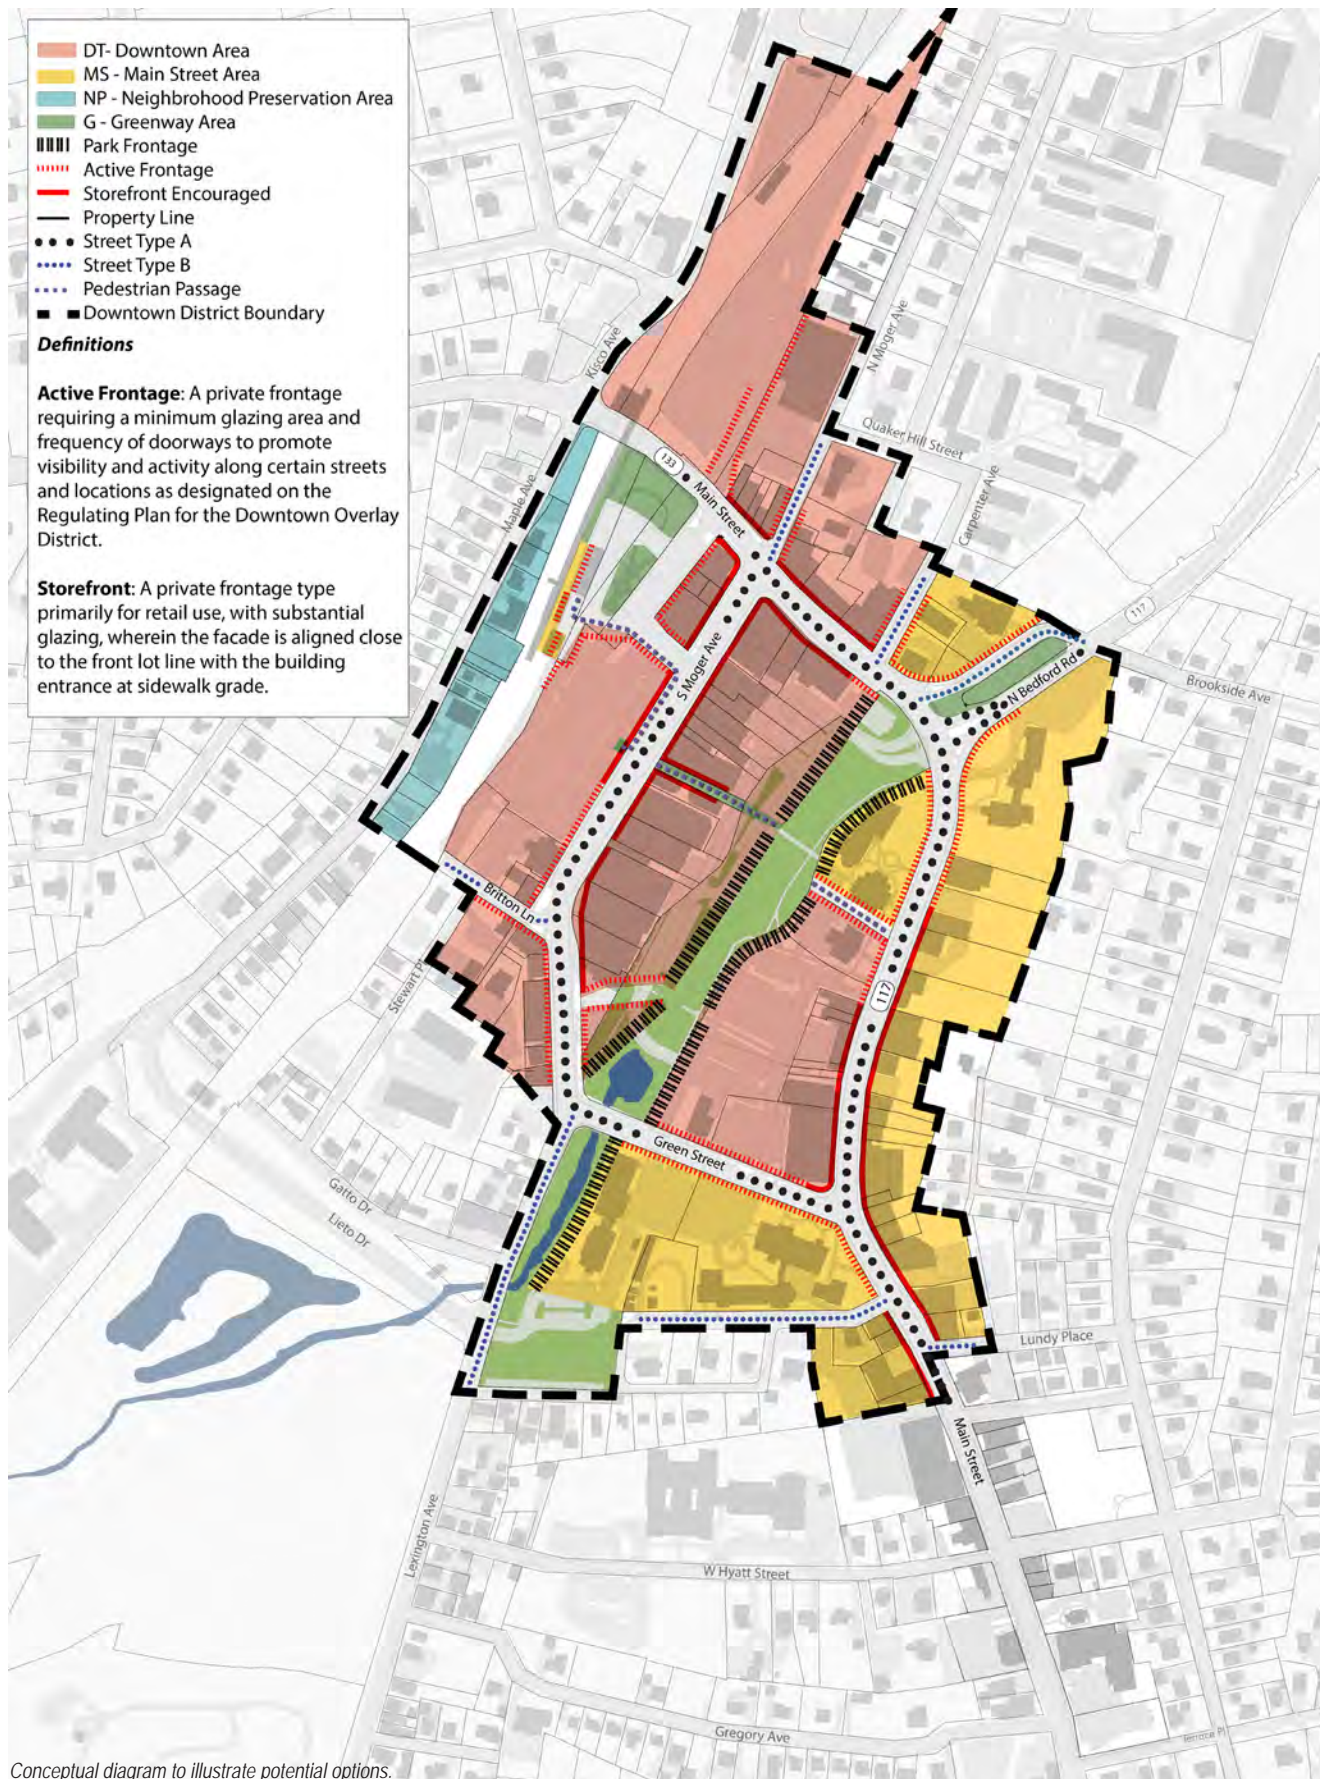 DT- Downtown Area
MS - Main Street Area
NP - Neighbrohood Preservation Area
G - Greenway Area
Park Frontage
Active Frontage
Storefront Encouraged
Property Line
Street Type A
Street Type B
Pedestrian Passage
Downtown District Boundary
Definitions
Active Frontage: A private frontage
requiring a minimum glazing area and
frequency of doorways to promote
visibility and activity along certain streets
and locations as designated on the
Regulating Plan for the Downtown Overlay
District.
Storefront: A private frontage type
primarily for retail use, with substantial
glazing, wherein the facade is aligned close
to the front lot line with the building
entrance at sidewalk grade.
Kisco Ave
N Moger Ave
Quaker Hill Street
133
Main Street
Maple Ave
Carpenter Ave
117
S Moger Ave
N Bedford Rd
Brookside Ave
Britton Ln
Stewart Pl
117
Green Street
Gatto Dr
Lieto Dr
Lundy Place
Main Street
Lexington Ave
W Hyatt Street
Gregory Ave
Terrace Pl
Conceptual diagram to illustrate potential options.